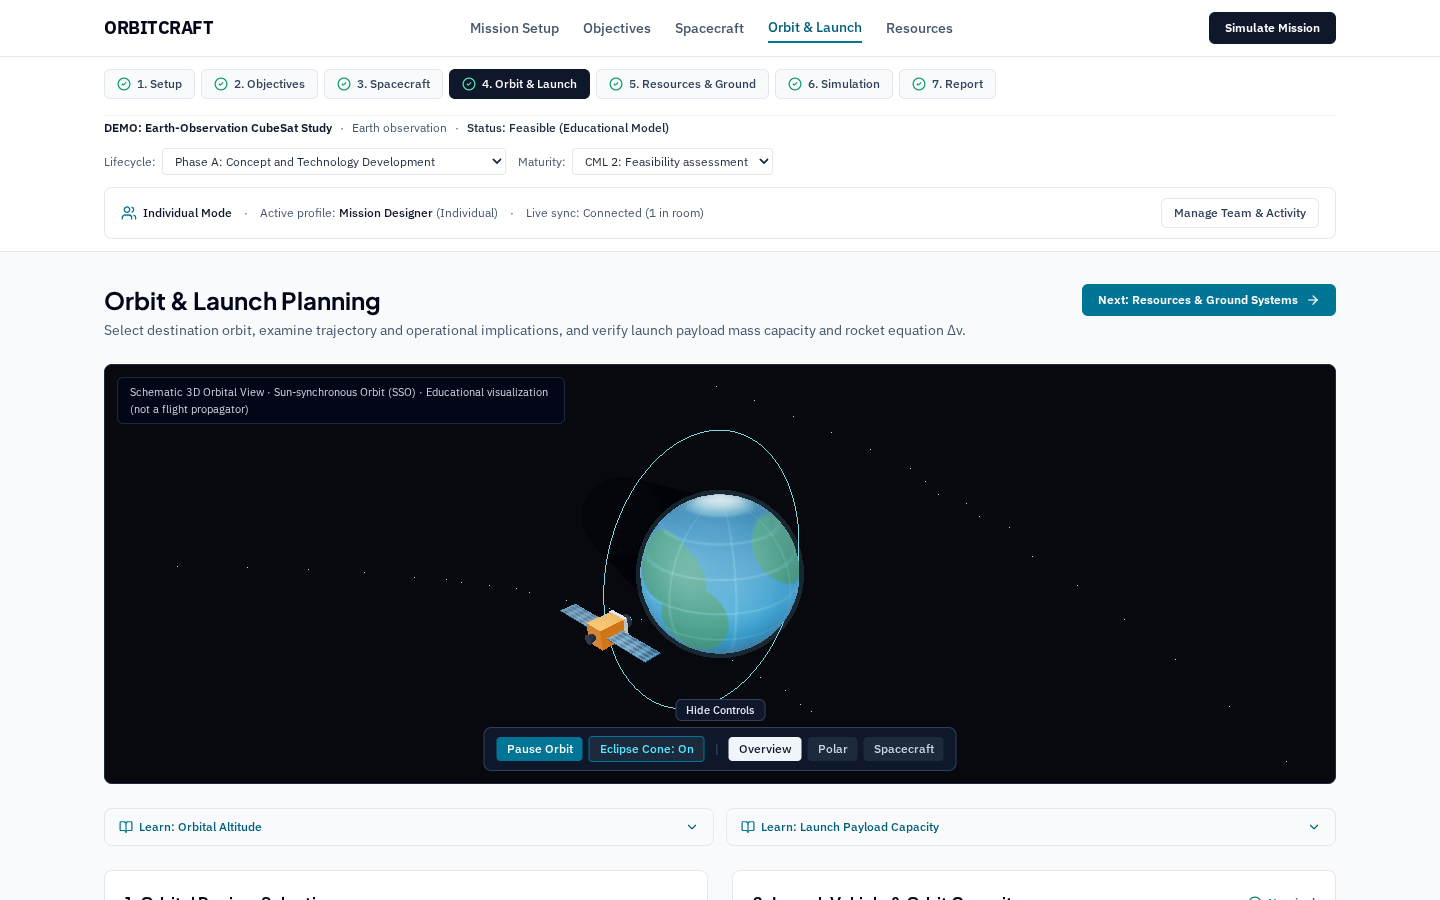 ORBITCRAFT
Mission Setup
Objectives
Spacecraft
Orbit & Launch
Resources
Simulate Mission
1. Setup
2. Objectives
3. Spacecraft
4. Orbit & Launch
5. Resources & Ground
6. Simulation
7. Report
DEMO: Earth-Observation CubeSat Study · Earth observation · Status: Feasible (Educational Model)
Lifecycle: Phase A: Concept and Technology Development
Maturity: CML 2: Feasibility assessment
Individual Mode · Active profile: Mission Designer (Individual) · Live sync: Connected (1 in room)
Manage Team & Activity
Orbit & Launch Planning
Next: Resources & Ground Systems
Select destination orbit, examine trajectory and operational implications, and verify launch payload mass capacity and rocket equation Δv.
Schematic 3D Orbital View · Sun-synchronous Orbit (SSO) · Educational visualization
(not a flight propagator)
Hide Controls
Pause Orbit
Eclipse Cone: On
|
Overview
Polar
Spacecraft
Learn: Orbital Altitude
Learn: Launch Payload Capacity